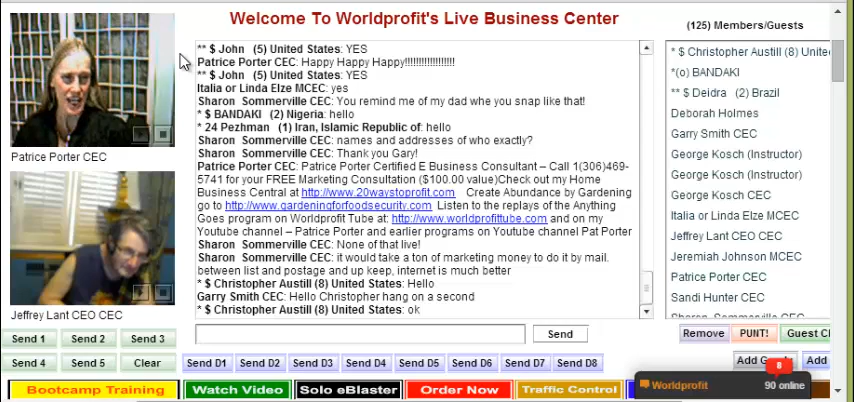 Welcome To Worldprofit's Live Business Center
(125) Members/Guests
Patrice Porter CEC
Jeffrey Lant CEO CEC
** $ John (5) United States: YES
Patrice Porter CEC: Happy Happy Happy!!!!!!!!!!!!!!!!!!!
** $ John (5) United States: YES
Italia or Linda Elze MCEC: yes
Sharon Sommerville CEC: You remind me of my dad whe you snap like that!
* $ BANDAKI (2) Nigeria: hello
* 24 Pezhman (1) Iran, Islamic Republic of: hello
Sharon Sommerville CEC: names and addresses of who exactly?
Sharon Sommerville CEC: Thank you Gary!
Patrice Porter CEC: Patrice Porter Certified E Business Consultant – Call 1(306)469-
5741 for your FREE Marketing Consultation ($100.00 value)Check out my Home
Business Central at http://www.20waystoprofit.com Create Abundance by Gardening
go to http://www.gardeningforfoodsecurity.com Listen to the replays of the Anything
Goes program on Worldprofit Tube at: http://www.worldprofittube.com and on my
Youtube channel – Patrice Porter and earlier programs on Youtube channel Pat Porter
Sharon Sommerville CEC: None of that live!
Sharon Sommerville CEC: it would take a ton of marketing money to do it by mail.
between list and postage and up keep, internet is much better
* $ Christopher Austill (8) United States: Hello
Garry Smith CEC: Hello Christopher hang on a second
* $ Christopher Austill (8) United States: ok
* $ Christopher Austill (8) Unite
*(o) BANDAKI
** $ Deidra (2) Brazil
Deborah Holmes
Garry Smith CEC
George Kosch (Instructor)
George Kosch (Instructor)
George Kosch CEC
Italia or Linda Elze MCEC
Jeffrey Lant CEO CEC
Jeremiah Johnson MCEC
Patrice Porter CEC
Sandi Hunter CEC
Sharon Sommerville CEC
Send
Remove PUNT! Guest Cl
Send 1 Send 2 Send 3
Send 4 Send 5 Clear Send D1 Send D2 Send D3 Send D4 Send D5 Send D6 Send D7 Send D8
Add Add
Bootcamp Training Watch Video Solo eBlaster Order Now Traffic Control
8
Worldprofit 90 online